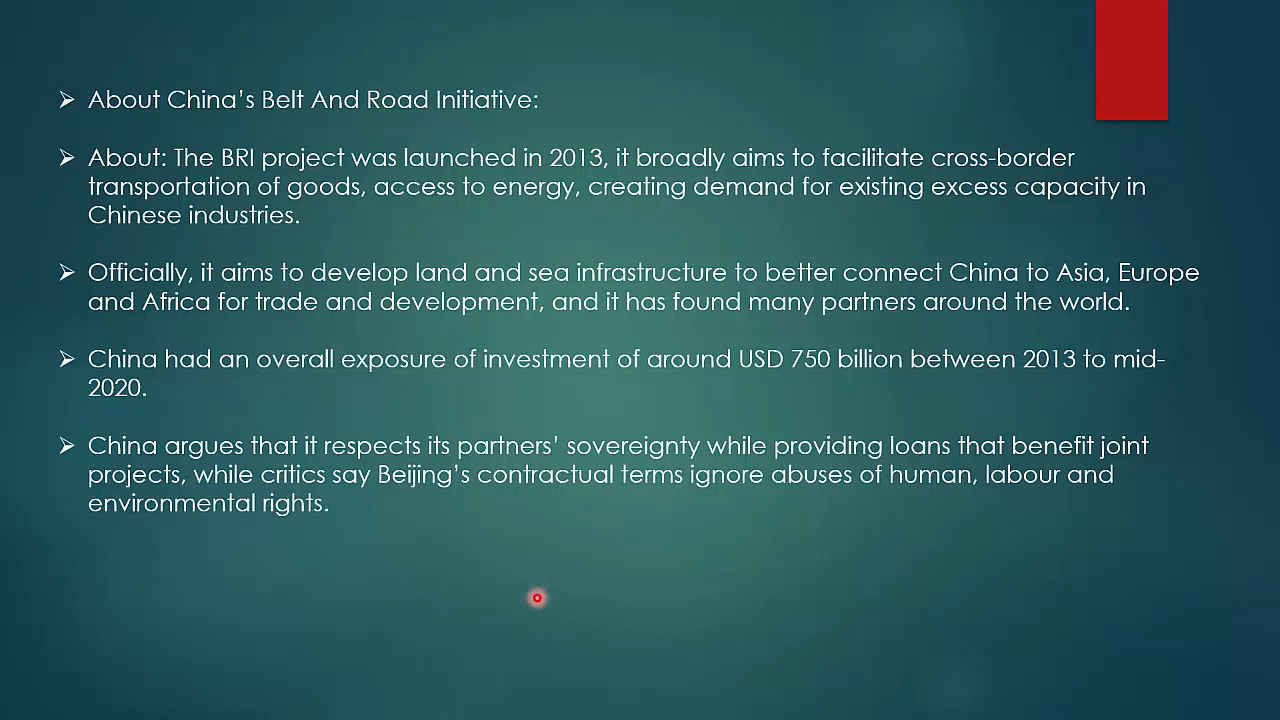 ➢ About China’s Belt And Road Initiative:
➢ About: The BRI project was launched in 2013, it broadly aims to facilitate cross-border
transportation of goods, access to energy, creating demand for existing excess capacity in
Chinese industries.
➢ Officially, it aims to develop land and sea infrastructure to better connect China to Asia, Europe
and Africa for trade and development, and it has found many partners around the world.
➢ China had an overall exposure of investment of around USD 750 billion between 2013 to mid-
2020.
➢ China argues that it respects its partners’ sovereignty while providing loans that benefit joint
projects, while critics say Beijing’s contractual terms ignore abuses of human, labour and
environmental rights.